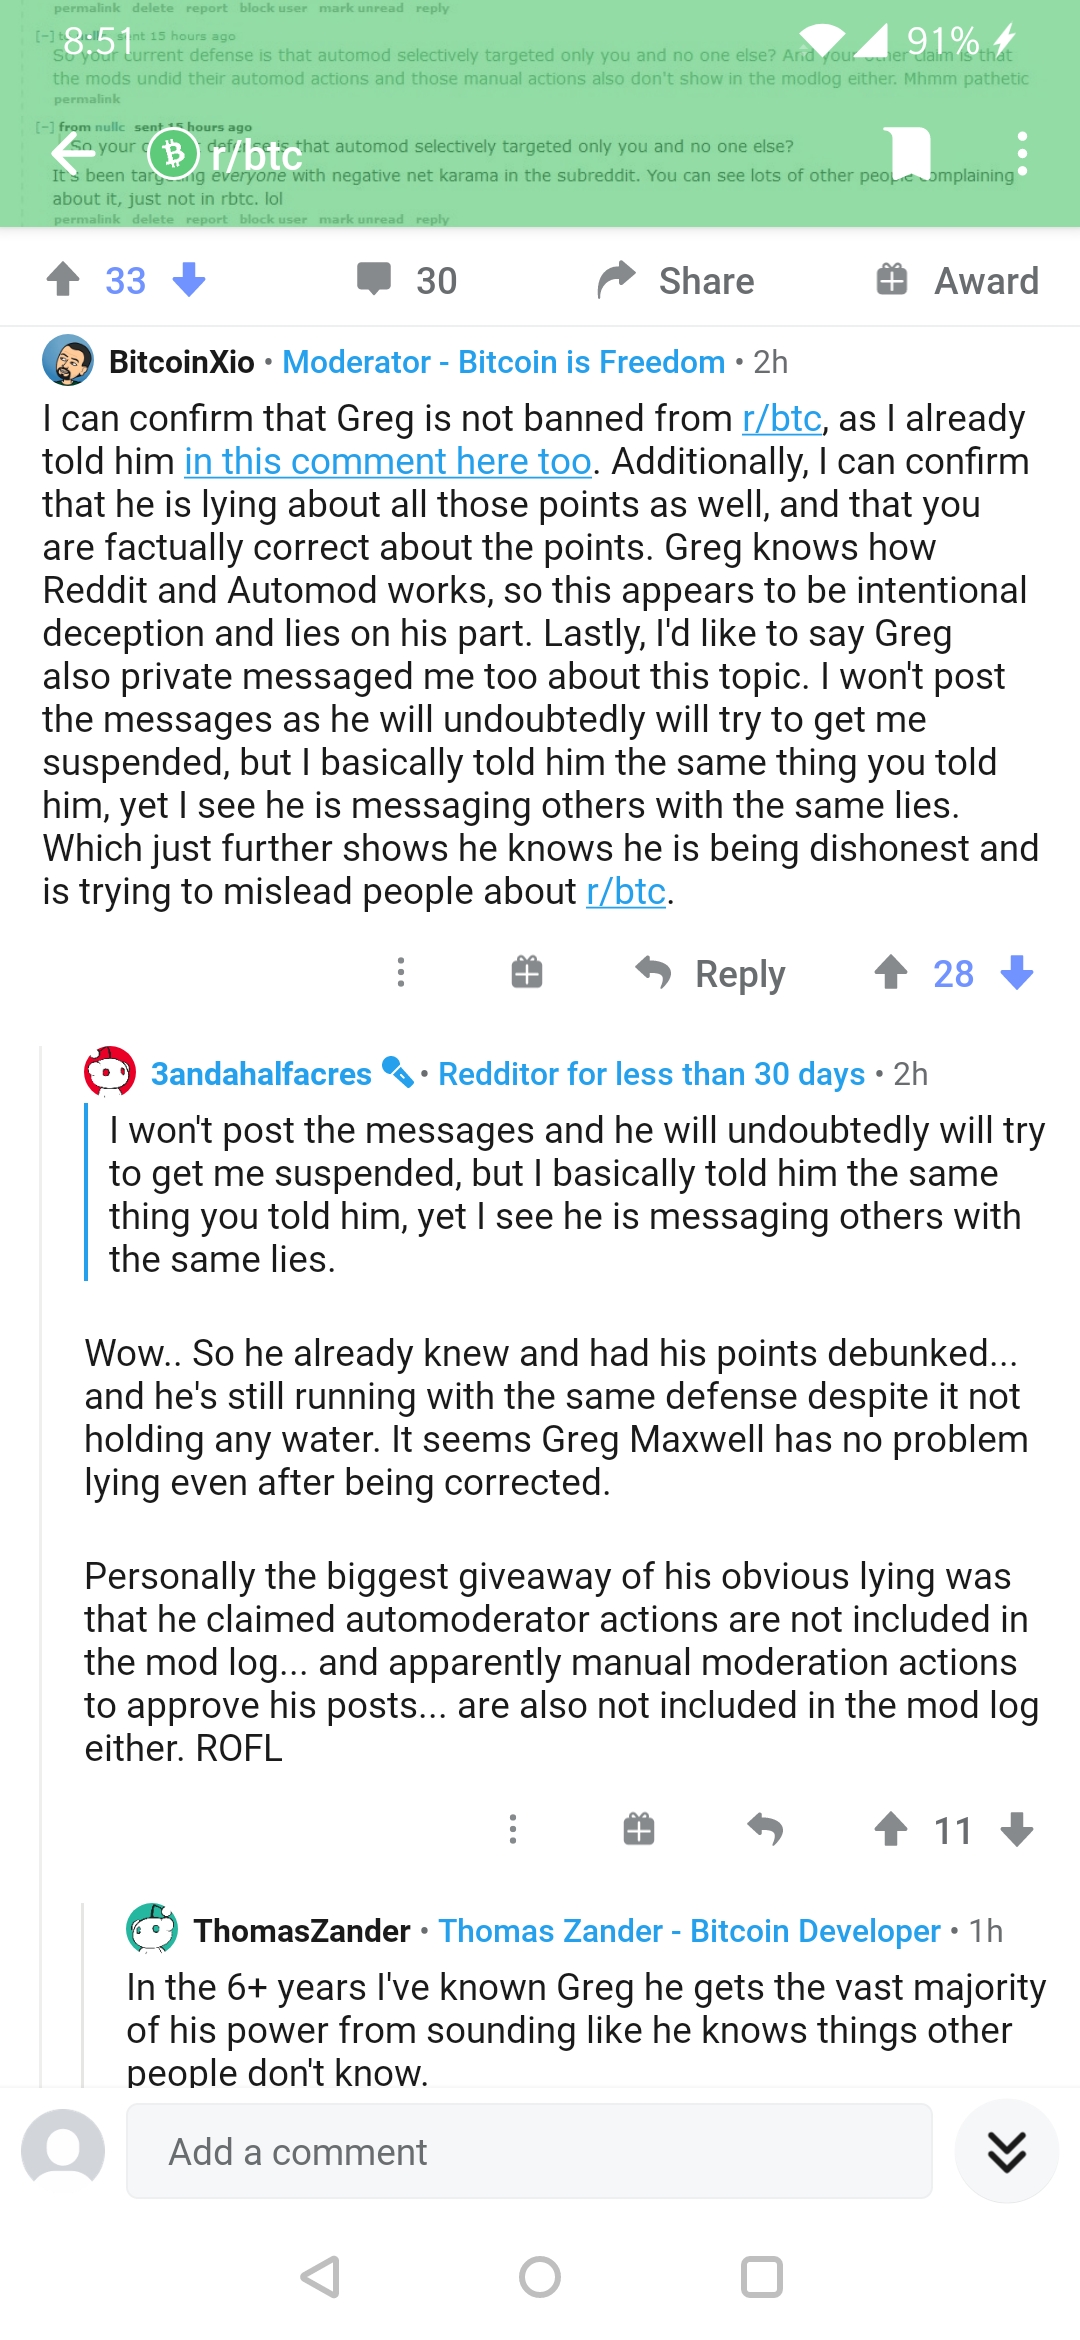 permalink delete report block user mark unread reply
[-] to nullc sent 15 hours ago
8:51
91%
So your current defense is that automod selectively targeted only you and no one else? And your other claim is that
the mods undid their automod actions and those manual actions also don't show in the modlog either. Mhmm pathetic
permalink
[-] from nullc sent 15 hours ago
So your current defense is that automod selectively targeted only you and no one else?
r/btc
It's been targeting everyone with negative net karama in the subreddit. You can see lots of other people complaining
about it, just not in rbtc. lol
permalink delete report block user mark unread reply
33 30 Share Award
BitcoinXio • Moderator - Bitcoin is Freedom • 2h
I can confirm that Greg is not banned from r/btc, as I already
told him in this comment here too. Additionally, I can confirm
that he is lying about all those points as well, and that you
are factually correct about the points. Greg knows how
Reddit and Automod works, so this appears to be intentional
deception and lies on his part. Lastly, I'd like to say Greg
also private messaged me too about this topic. I won't post
the messages as he will undoubtedly will try to get me
suspended, but I basically told him the same thing you told
him, yet I see he is messaging others with the same lies.
Which just further shows he knows he is being dishonest and
is trying to mislead people about r/btc.
Reply 28
3andahalfacres • Redditor for less than 30 days • 2h
I won't post the messages and he will undoubtedly will try
to get me suspended, but I basically told him the same
thing you told him, yet I see he is messaging others with
the same lies.
Wow.. So he already knew and had his points debunked...
and he's still running with the same defense despite it not
holding any water. It seems Greg Maxwell has no problem
lying even after being corrected.
Personally the biggest giveaway of his obvious lying was
that he claimed automoderator actions are not included in
the mod log... and apparently manual moderation actions
to approve his posts... are also not included in the mod log
either. ROFL
11
ThomasZander • Thomas Zander - Bitcoin Developer • 1h
In the 6+ years I've known Greg he gets the vast majority
of his power from sounding like he knows things other
people don't know.
Add a comment